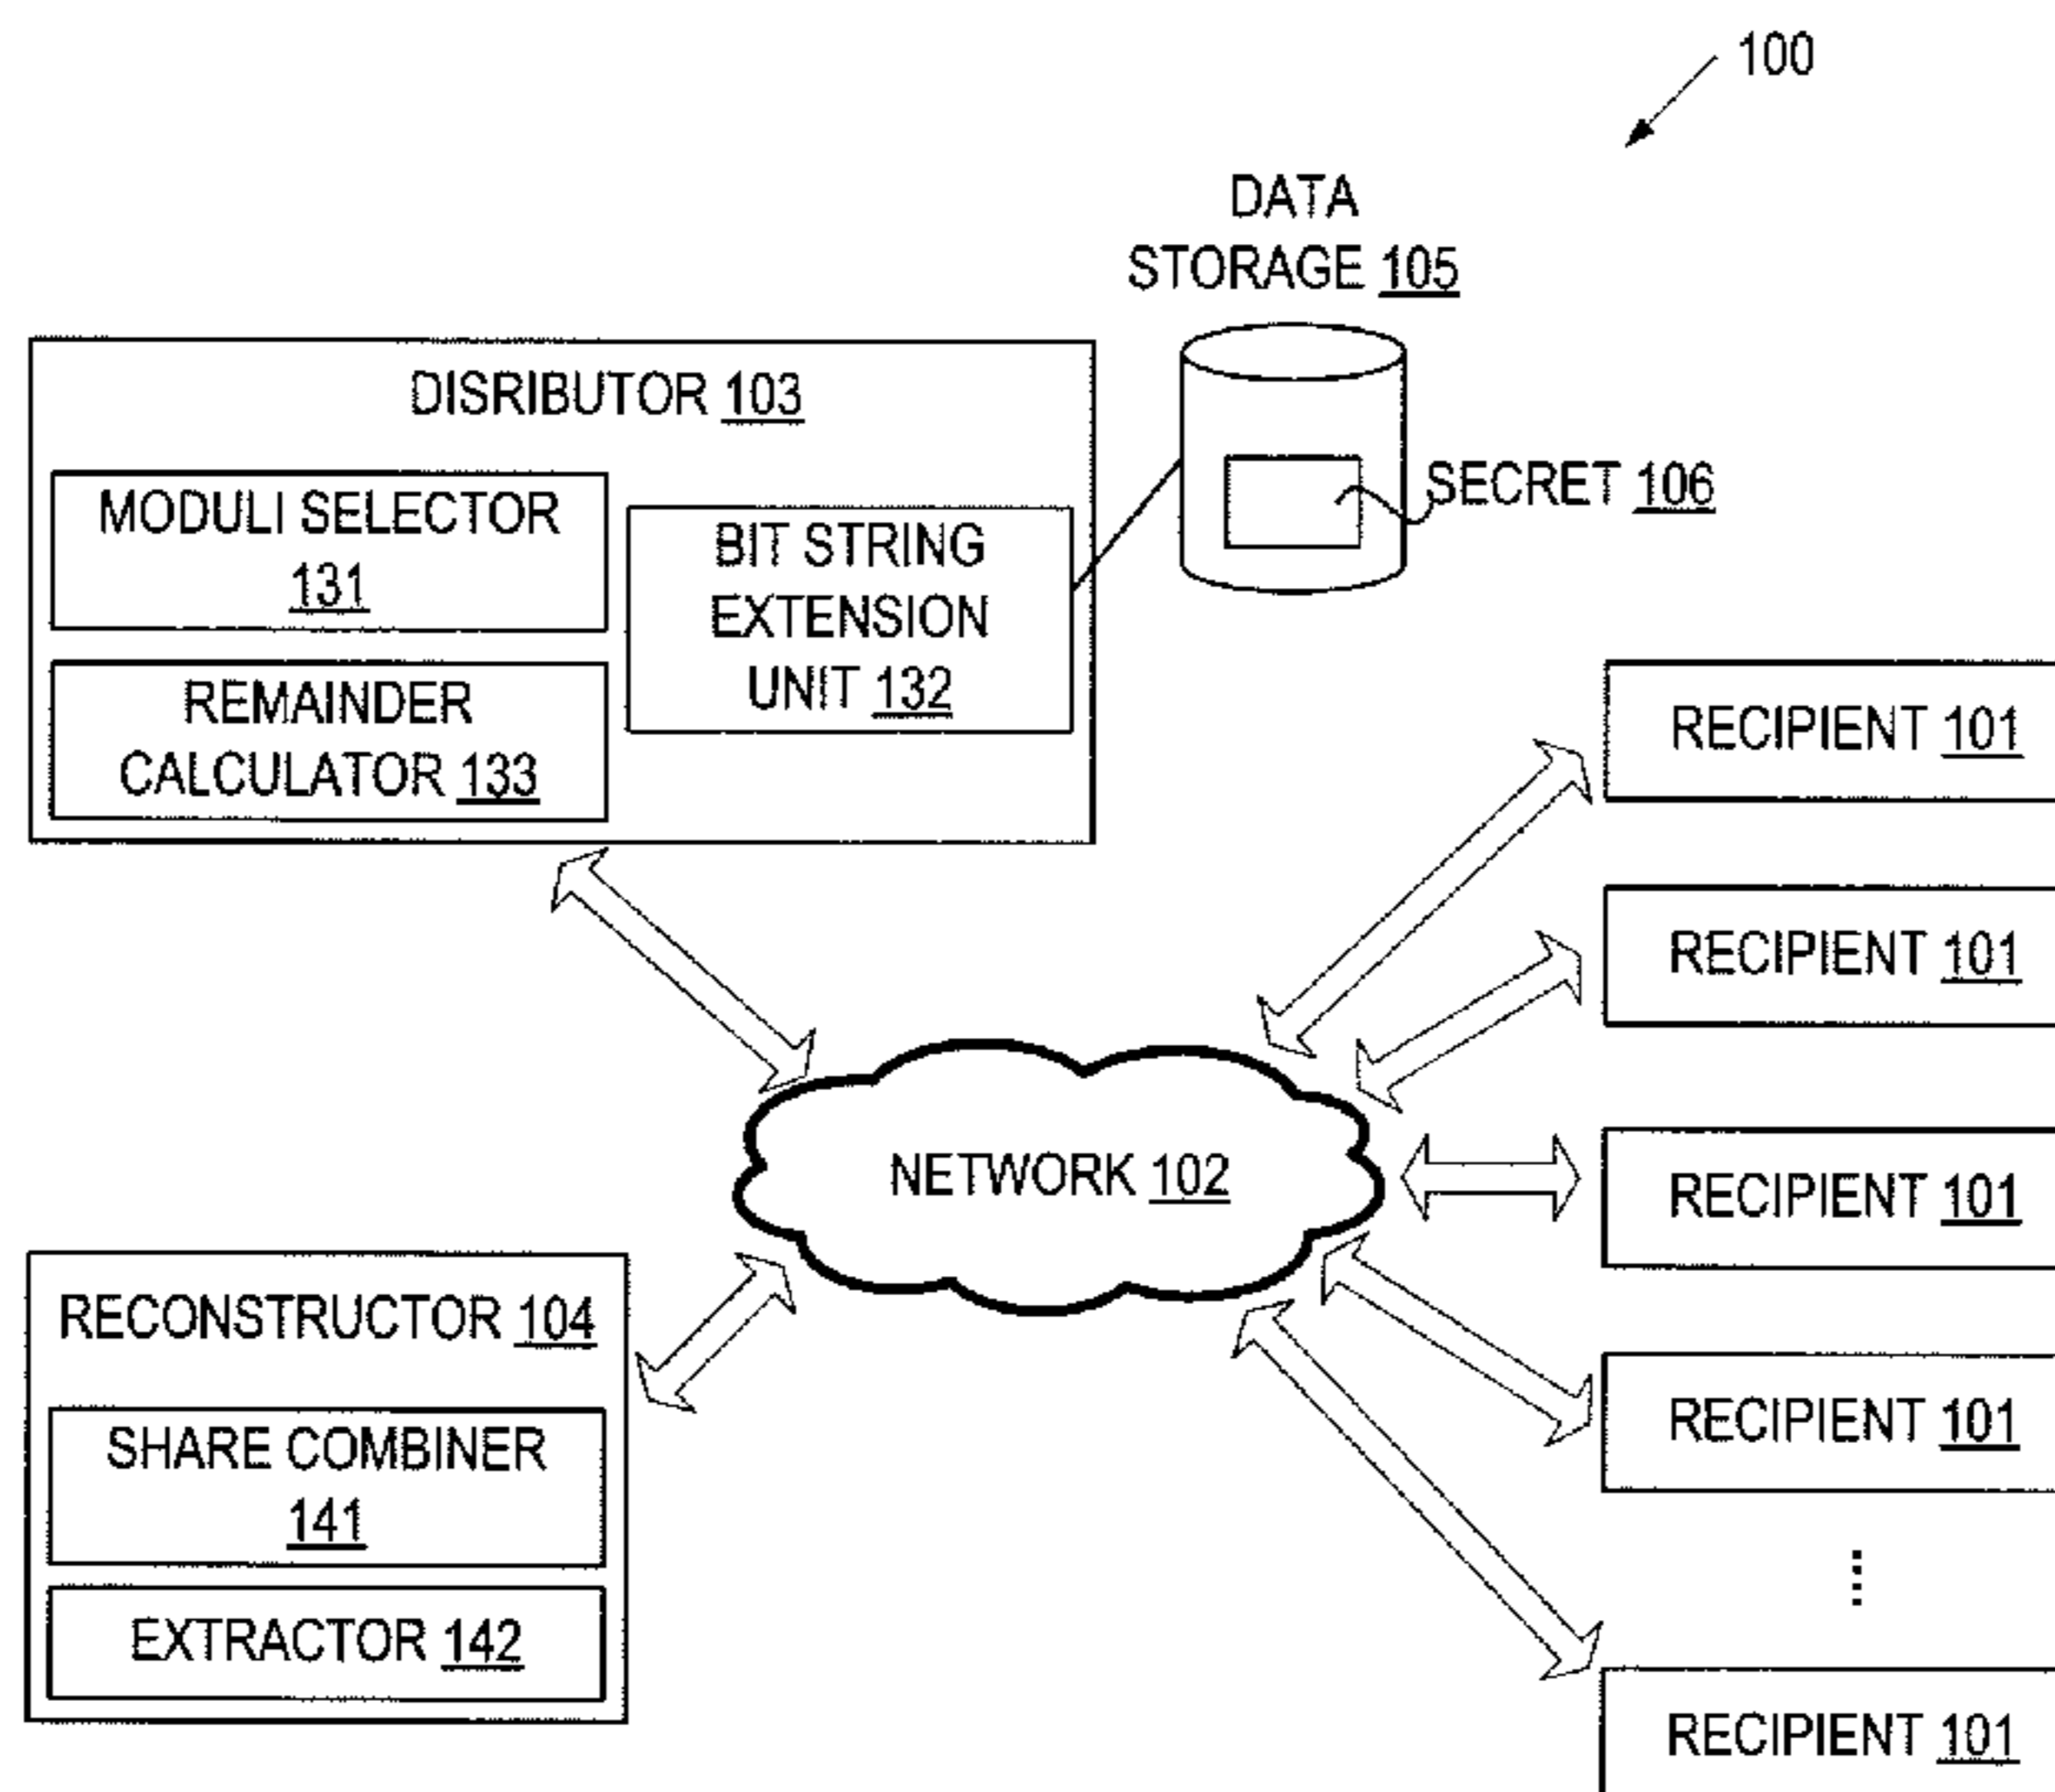 100
DATA
STORAGE 105
DISRIBUTOR 103
MODULI SELECTOR
131
BIT STRING
EXTENSION
UNIT 132
REMAINDER
CALCULATOR 133
SECRET 106
RECIPIENT 101
RECIPIENT 101
NETWORK 102
RECIPIENT 101
RECONSTRUCTOR 104
SHARE COMBINER
141
EXTRACTOR 142
RECIPIENT 101
RECIPIENT 101